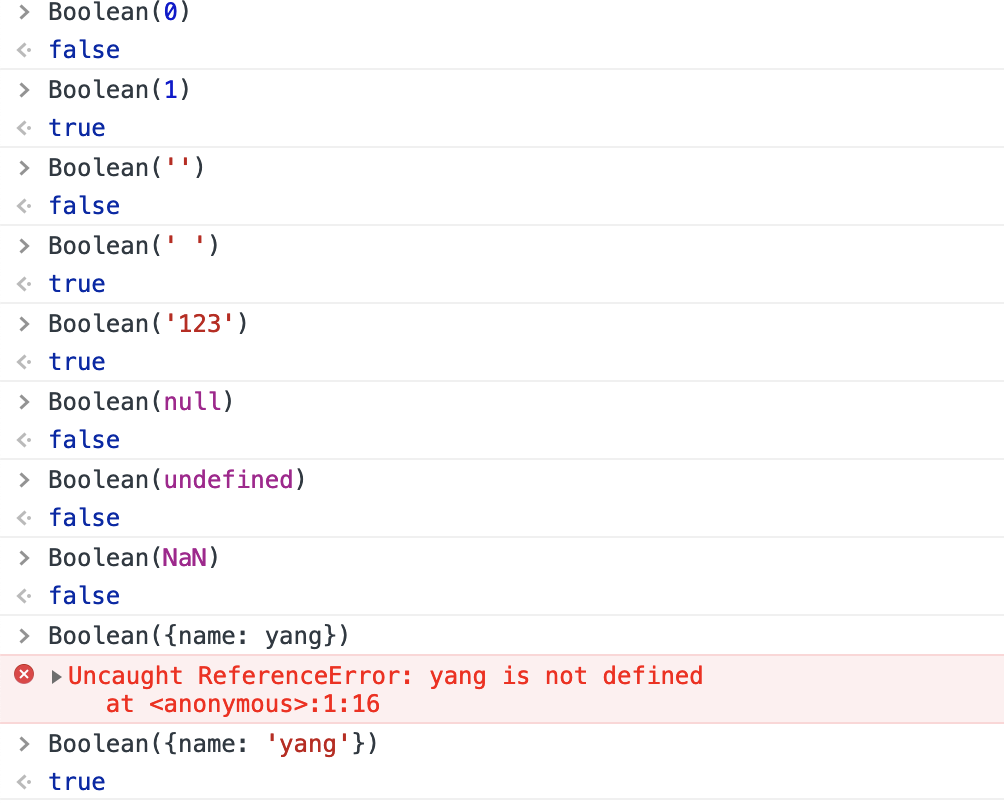 > Boolean(0)
false
> Boolean(1)
true
> Boolean('')
false
> Boolean(' ')
true
> Boolean('123')
true
> Boolean(null)
false
> Boolean(undefined)
false
> Boolean(NaN)
false
> Boolean({name: yang})
Uncaught ReferenceError: yang is not defined
at <anonymous>:1:16
> Boolean({name: 'yang'})
true